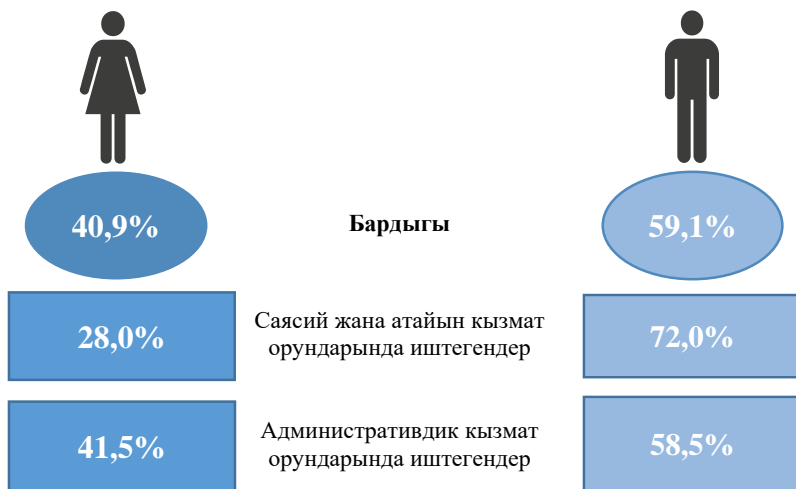 40,9%
Бардыгы
59,1%
28,0%
Саясий жана атайын кызмат
орундарында иштегендер
72,0%
41,5%
Административдик кызмат
орундарында иштегендер
58,5%